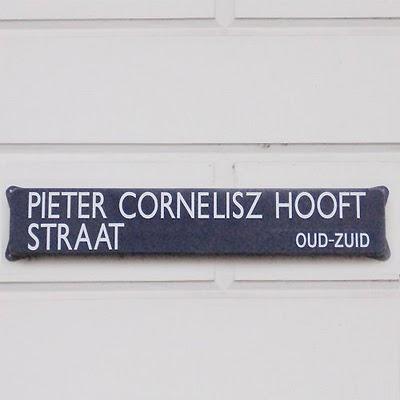 PIETER CORNELISZ HOOFT
STRAAT OUD-ZUID